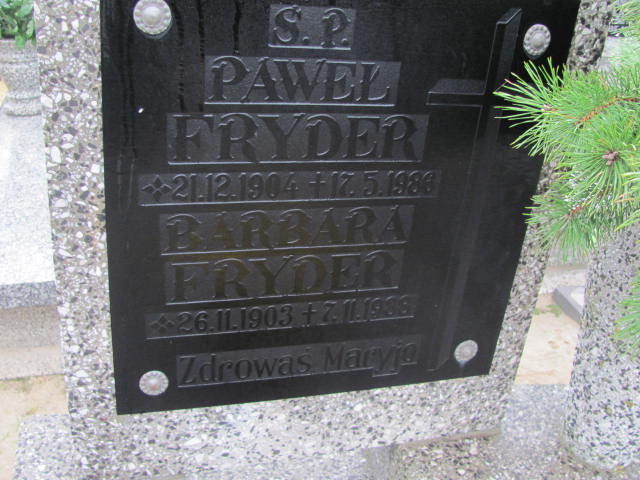 Ś. P.
PAWEŁ
FRYDER
21.12.1904 + 17.5.1986
BARBARA
FRYDER
26.11.1903 + 7.11.1986
Zdrowaś Maryjo